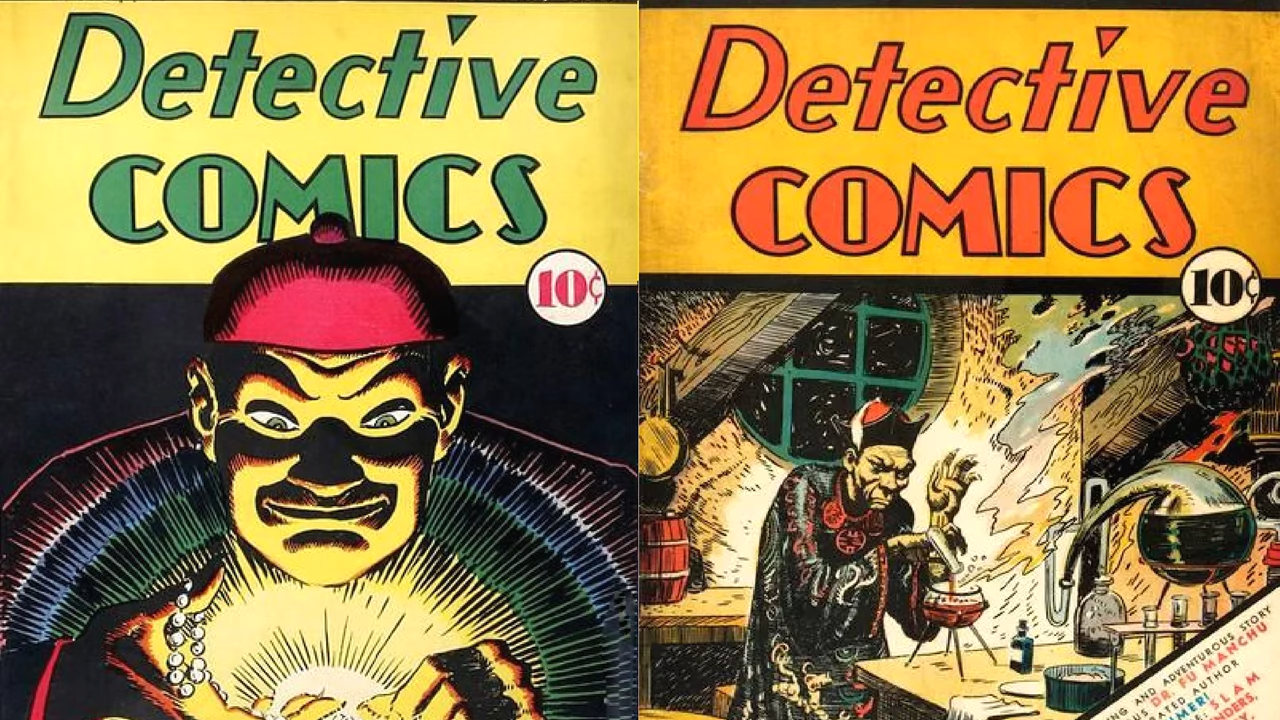 Detective
COMICS
10¢
Detective
COMICS
10¢
AND ADVENTUROUS STORY
DR. FU MANCHU
AUTHOR
SLAM